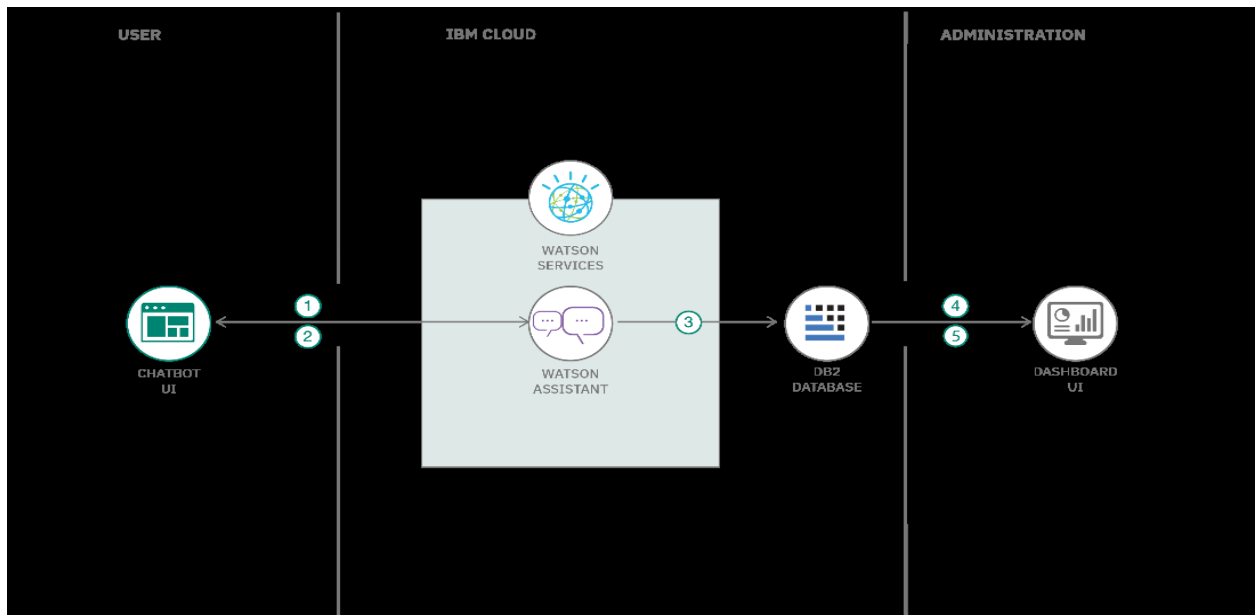 USER
IBM CLOUD
ADMINISTRATION
WATSON
SERVICES
1
2
3
4
5
CHATBOT
UI
WATSON
ASSISTANT
DB2
DATABASE
DASHBOARD
UI